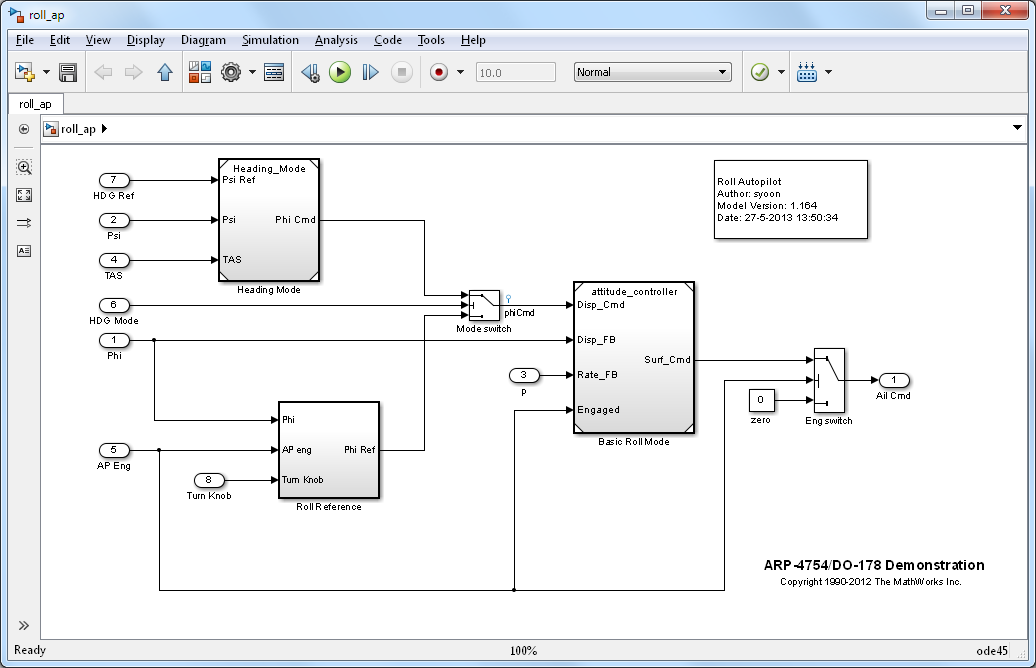 roll_ap
File Edit View Display Diagram Simulation Analysis Code Tools Help
10.0 Normal
roll_ap
roll_ap
Heading_Mode
7 Psi Ref
HDG Ref
2 Psi Phi Cmd
Psi
4 TAS
TAS
Heading Mode
Roll Autopilot
Author: syoon
Model Version: 1.164
Date: 27-5-2013 13:50:34
6
HDG Mode
phiCmd
Mode switch
1
Phi
attitude_controller
Disp_Cmd
Disp_FB
Surf_Cmd
3 Rate_FB
p
Engaged
Basic Roll Mode
0
zero
Eng switch
1
Ail Cmd
Phi
5 AP eng Phi Ref
AP Eng
8 Turn Knob
Turn Knob
Roll Reference
ARP-4754/DO-178 Demonstration
Copyright 1990-2012 The MathWorks Inc.
Ready 100% ode45